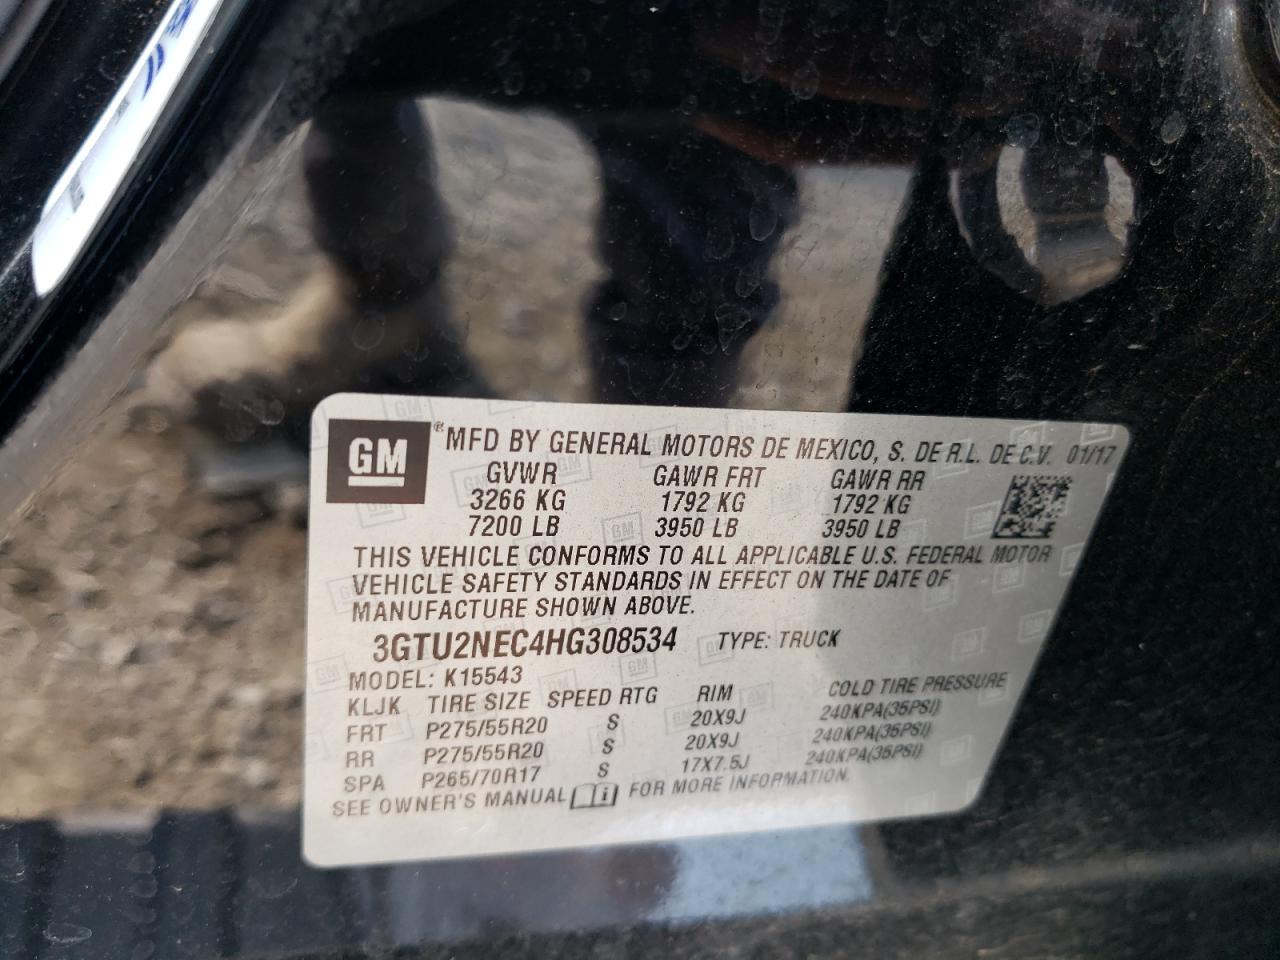 GM ® MFD BY GENERAL MOTORS DE MEXICO, S. DE R.L. DE C.V. 01/17
GVWR GAWR FRT GAWR RR
3266 KG 1792 KG 1792 KG
7200 LB 3950 LB 3950 LB
THIS VEHICLE CONFORMS TO ALL APPLICABLE U.S. FEDERAL MOTOR
VEHICLE SAFETY STANDARDS IN EFFECT ON THE DATE OF
MANUFACTURE SHOWN ABOVE.
3GTU2NEC4HG308534 TYPE: TRUCK
MODEL: K15543
KLJK TIRE SIZE SPEED RTG RIM COLD TIRE PRESSURE
FRT P275/55R20 S 20X9J 240KPA(35PSI)
RR P275/55R20 S 20X9J 240KPA(35PSI)
SPA P265/70R17 S 17X7.5J 240KPA(35PSI)
SEE OWNER'S MANUAL i FOR MORE INFORMATION.